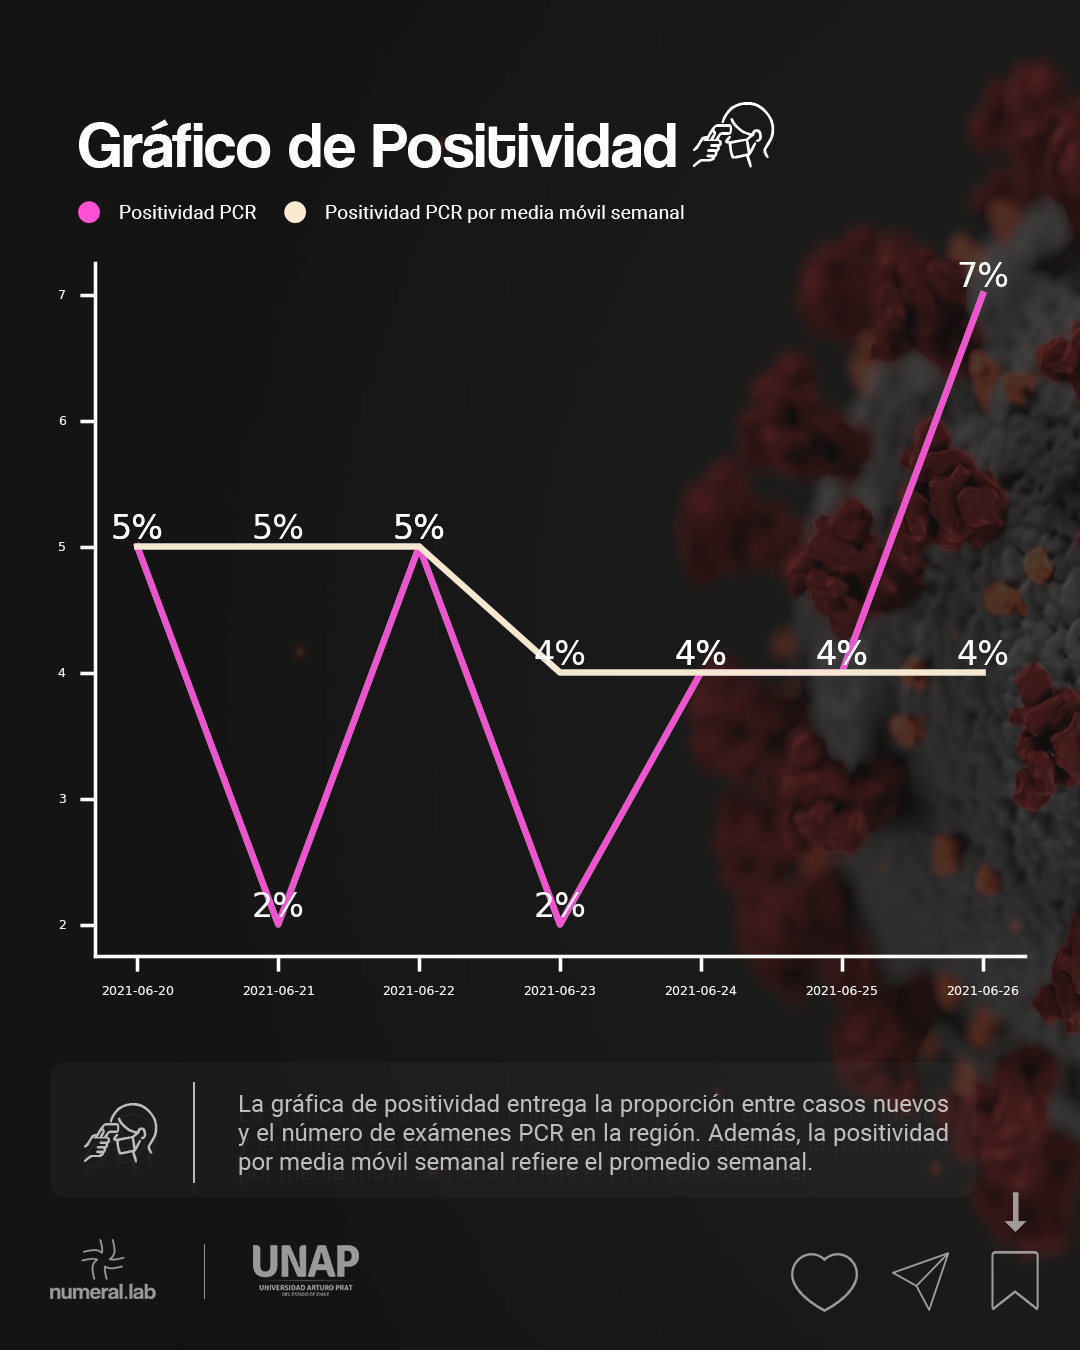 Gráfico de Positividad
Positividad PCR Positividad PCR por media móvil semanal
7%
7
6
5% 5% 5%
5
4% 4% 4% 4%
4
3
2% 2%
2
2021-06-20 2021-06-21 2021-06-22 2021-06-23 2021-06-24 2021-06-25 2021-06-26
La gráfica de positividad entrega la proporción entre casos nuevos
y el número de exámenes PCR en la región. Además, la positividad
por media móvil semanal refiere el promedio semanal.
numeral.lab
UNAP
UNIVERSIDAD ARTURO PRAT
DEL ESTADO DE CHILE